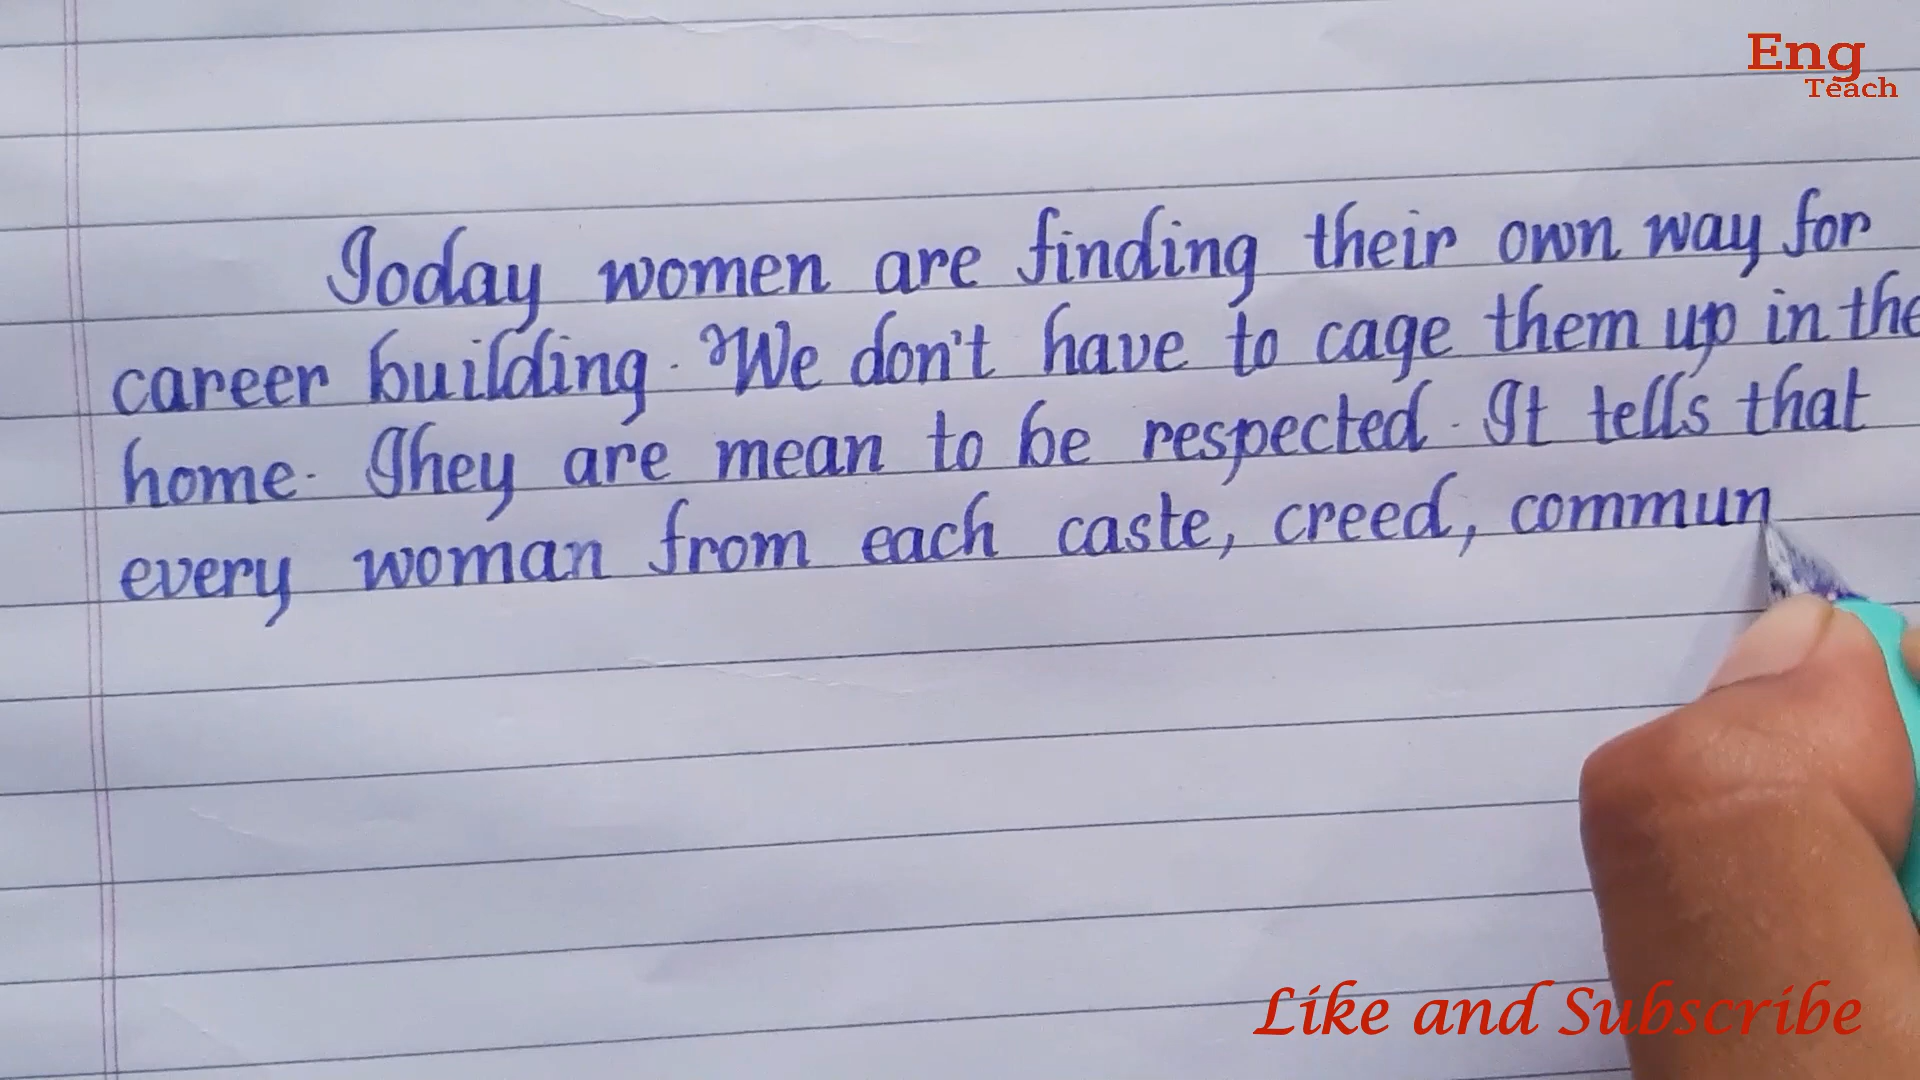 Eng
Teach
Today women are finding their own way for
career building. We don't have to cage them up in the
home. They are mean to be respected. It tells that
every woman from each caste, creed, commun
Like and Subscribe